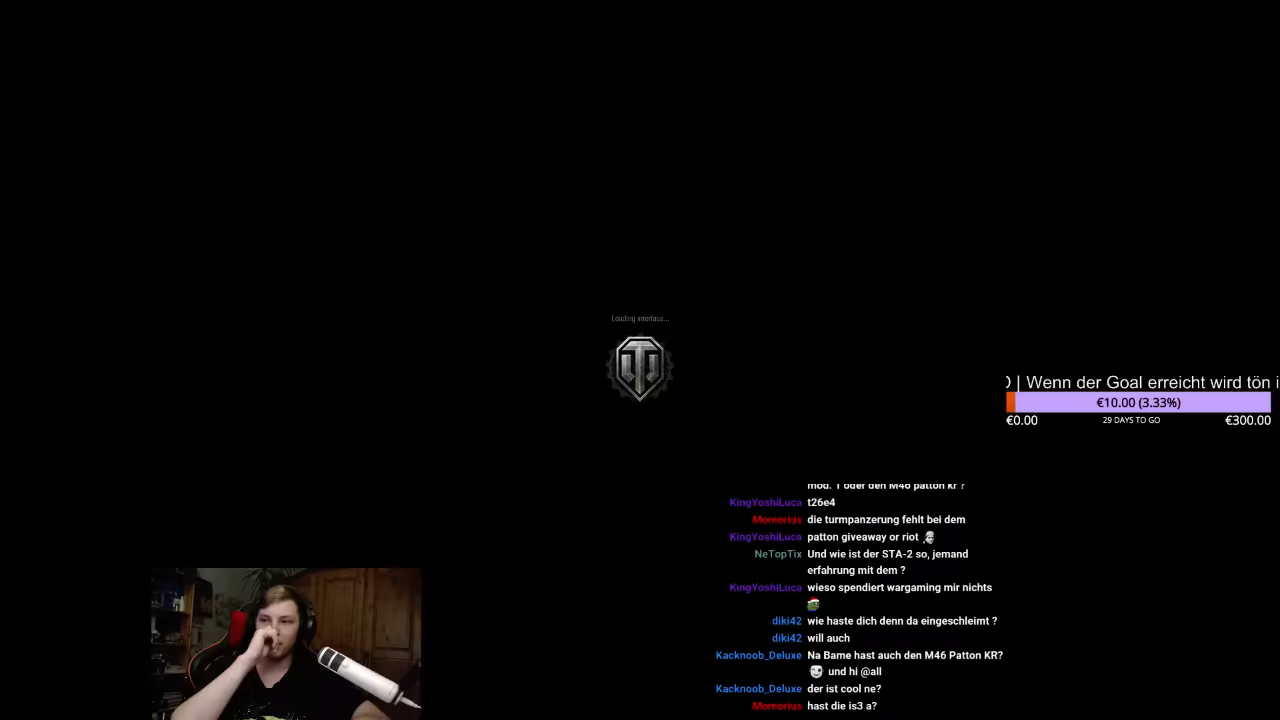 Loading interface...
| Wenn der Goal erreicht wird tön i
€10.00 (3.33%)
€0.00 29 DAYS TO GO €300.00
mod. 1 oder den M46 patton kr ?
KingYoshiLuca t26e4
Momorius die turmpanzerung fehlt bei dem
KingYoshiLuca patton giveaway or riot
NeTopTix Und wie ist der STA-2 so, jemand
erfahrung mit dem ?
KingYoshiLuca wieso spendiert wargaming mir nichts
diki42 wie haste dich denn da eingeschleimt ?
diki42 will auch
Kacknoob_Deluxe Na Bame hast auch den M46 Patton KR?
und hi @all
Kacknoob_Deluxe der ist cool ne?
Momorius hast die is3 a?